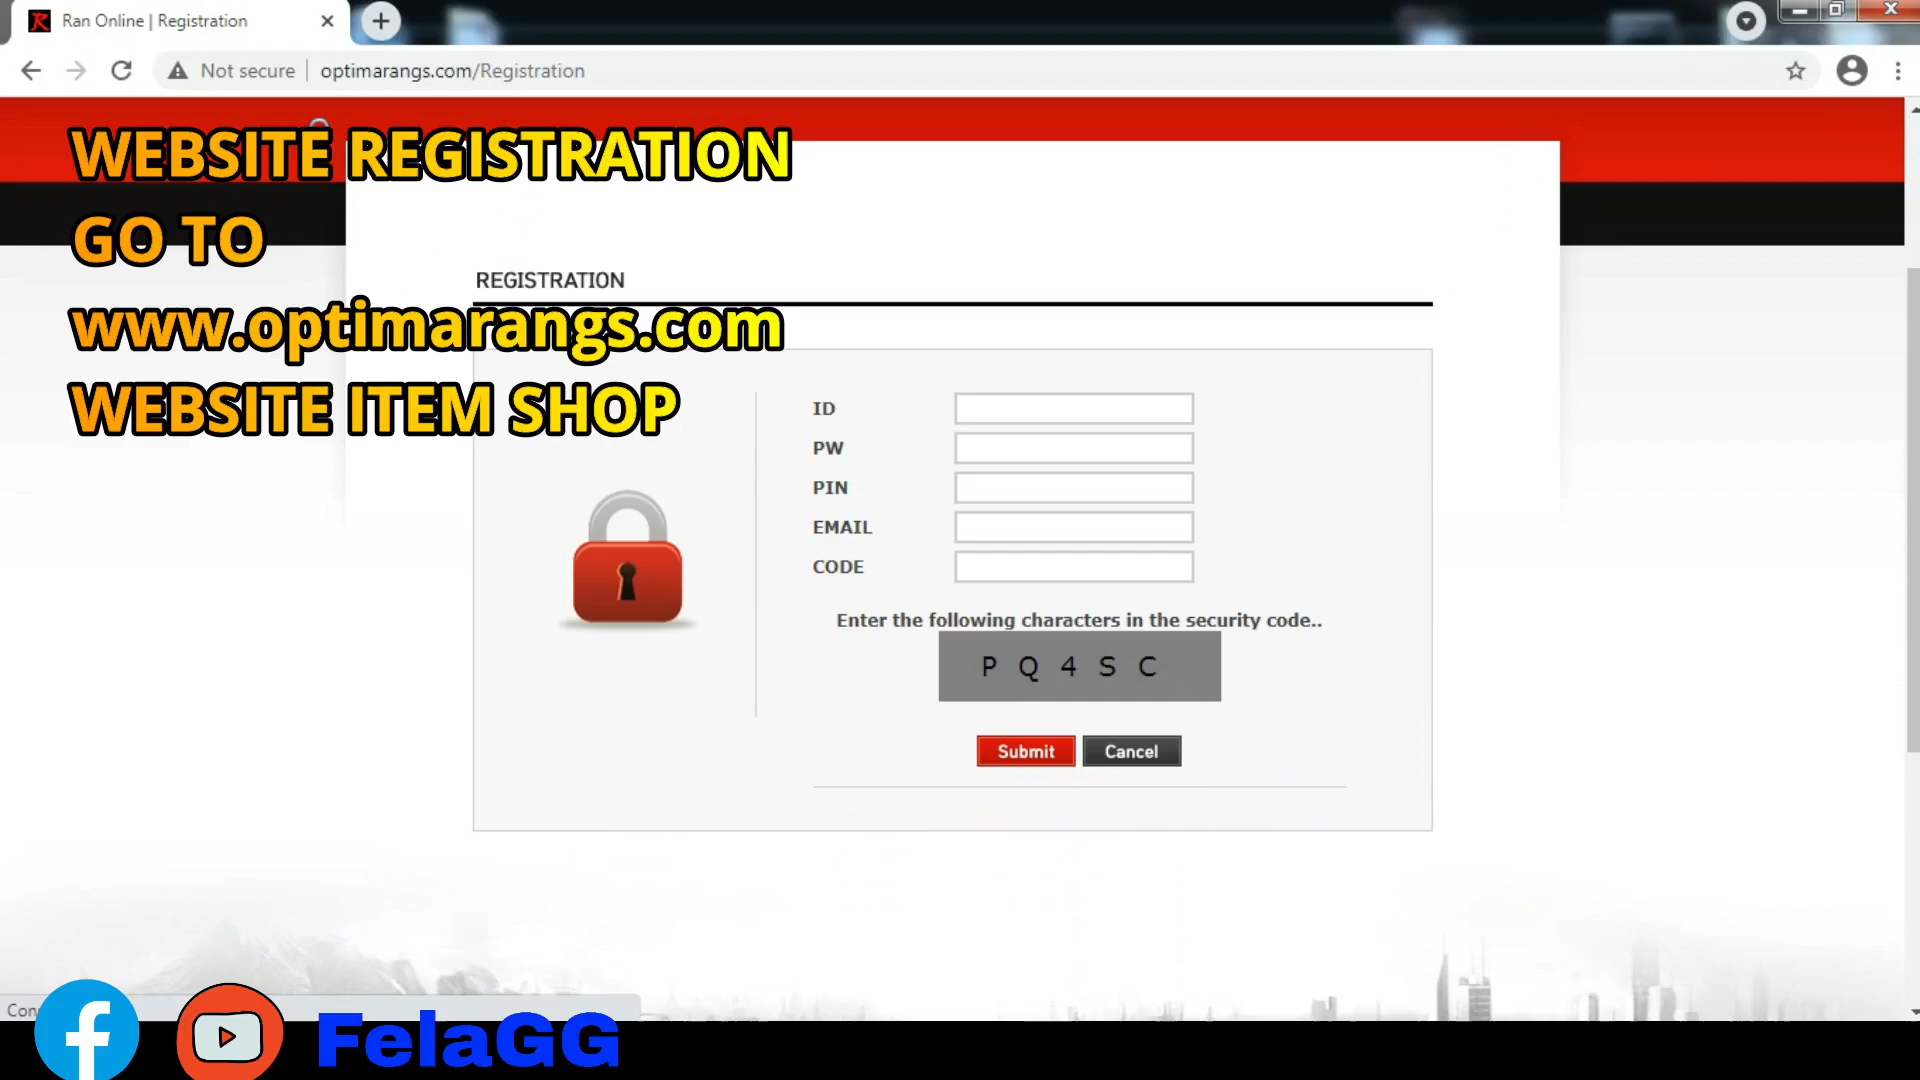 Ran Online | Registration
Not secure
optimarangs.com/Registration
WEBSITE REGISTRATION
GO TO
www.optimarangs.com
WEBSITE ITEM SHOP
REGISTRATION
ID
PW
PIN
EMAIL
CODE
Enter the following characters in the security code..
P Q 4 S C
Submit
Cancel
FelaGG